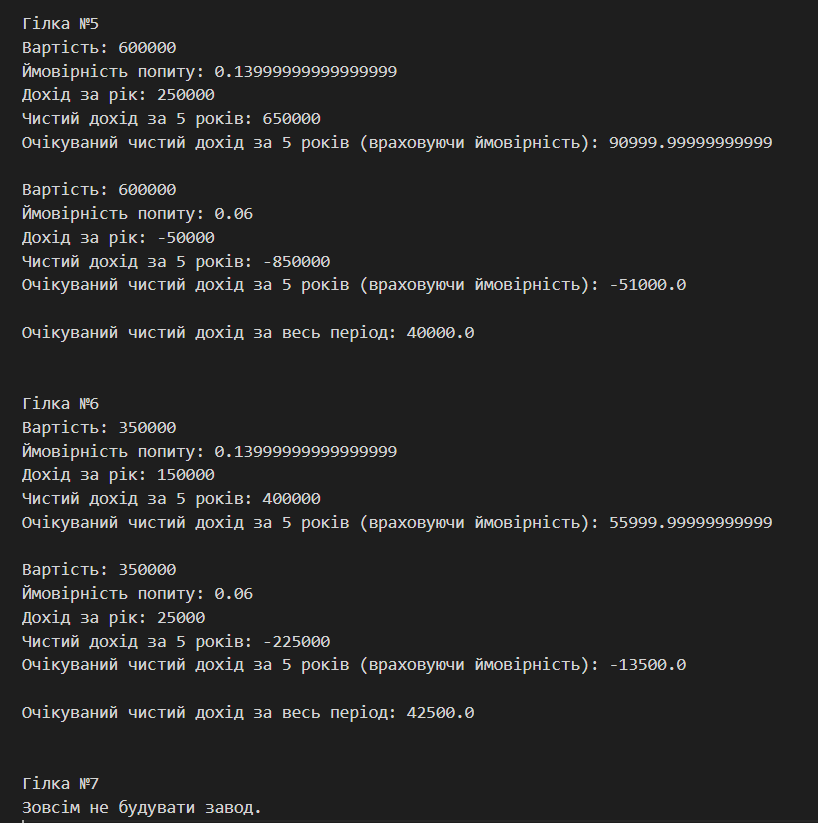 Гілка №5
Вартість: 600000
Ймовірність попиту: 0.13999999999999999
Дохід за рік: 250000
Чистий дохід за 5 років: 650000
Очікуваний чистий дохід за 5 років (враховуючи ймовірність): 90999.99999999999
Вартість: 600000
Ймовірність попиту: 0.06
Дохід за рік: -50000
Чистий дохід за 5 років: -850000
Очікуваний чистий дохід за 5 років (враховуючи ймовірність): -51000.0
Очікуваний чистий дохід за весь період: 40000.0
Гілка №6
Вартість: 350000
Ймовірність попиту: 0.13999999999999999
Дохід за рік: 150000
Чистий дохід за 5 років: 400000
Очікуваний чистий дохід за 5 років (враховуючи ймовірність): 55999.99999999999
Вартість: 350000
Ймовірність попиту: 0.06
Дохід за рік: 25000
Чистий дохід за 5 років: -225000
Очікуваний чистий дохід за 5 років (враховуючи ймовірність): -13500.0
Очікуваний чистий дохід за весь період: 42500.0
Гілка №7
Зовсім не будувати завод.